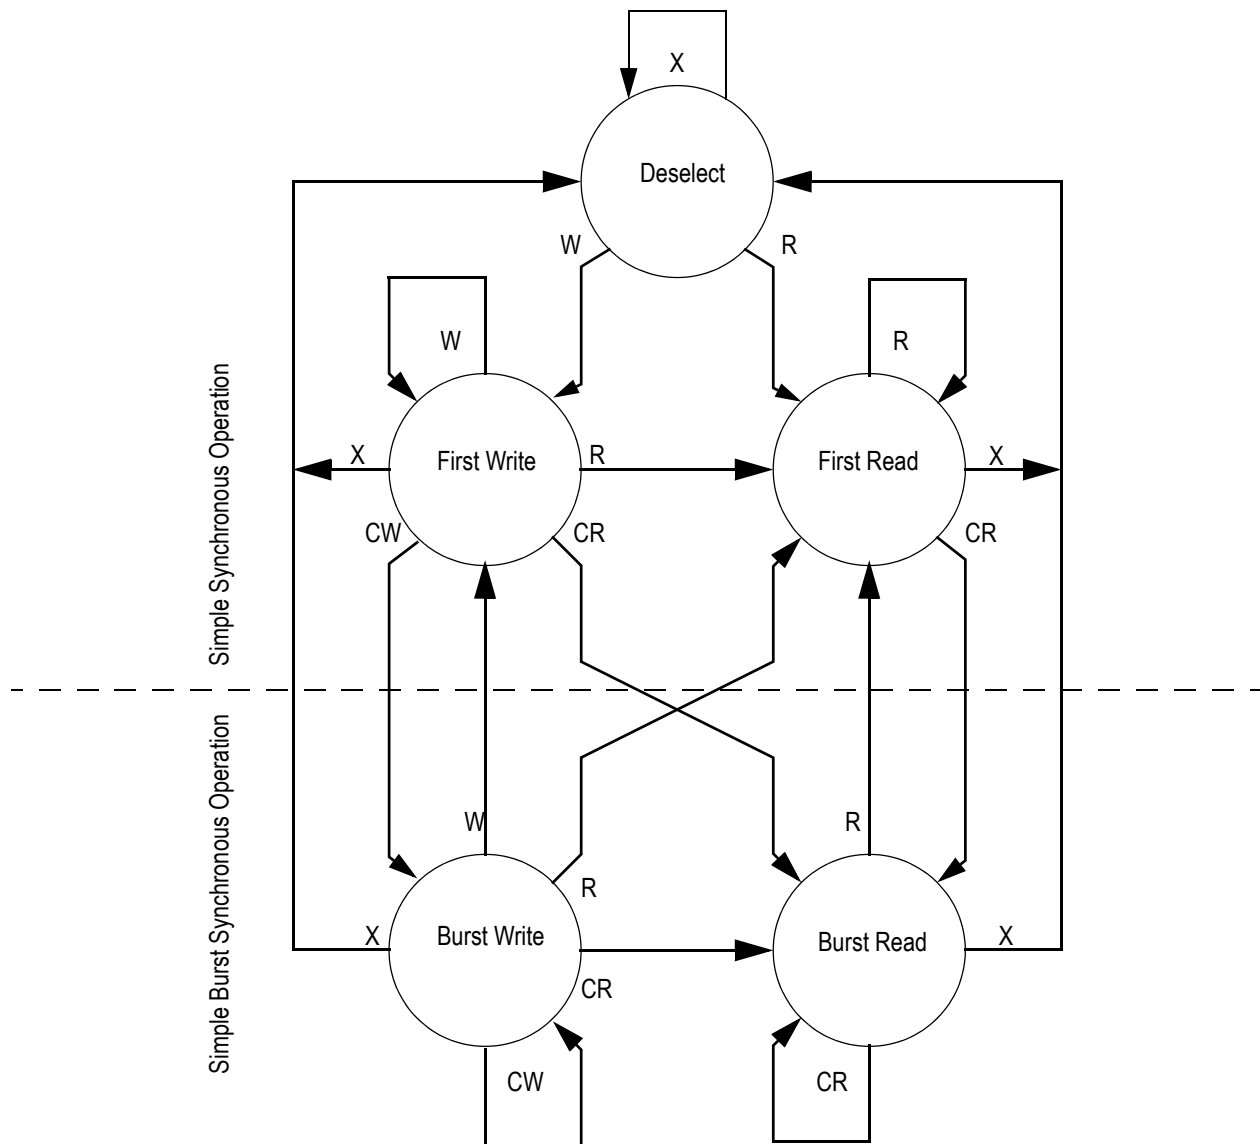 X
Deselect
W
R
W
R
Simple Synchronous Operation
X
First Write
R
First Read
X
CW
CR
CR
Simple Burst Synchronous Operation
W
R
X
Burst Write
R
Burst Read
X
CR
CW
CR